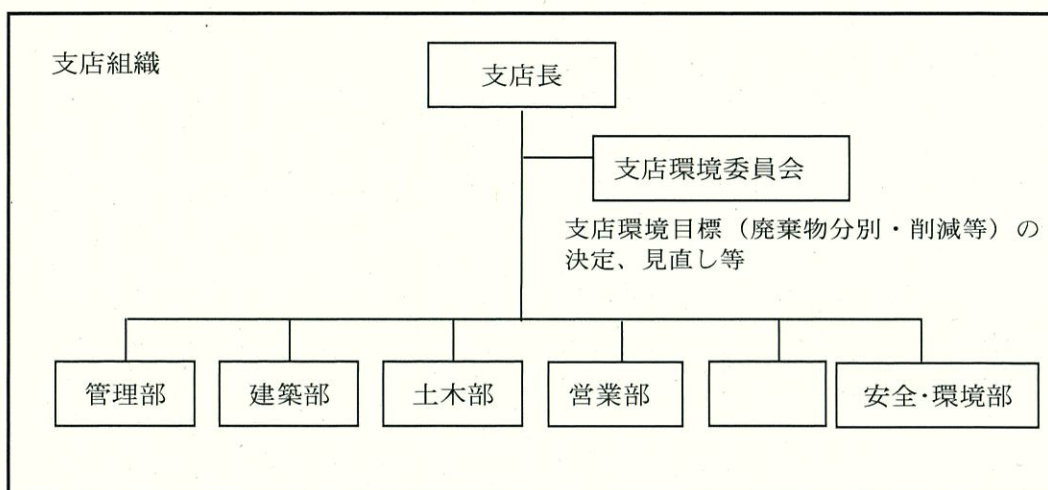 支店組織
支店長
支店環境委員会
支店環境目標（廃棄物分別・削減等）の
決定、見直し等
管理部
建築部
土木部
営業部
安全・環境部